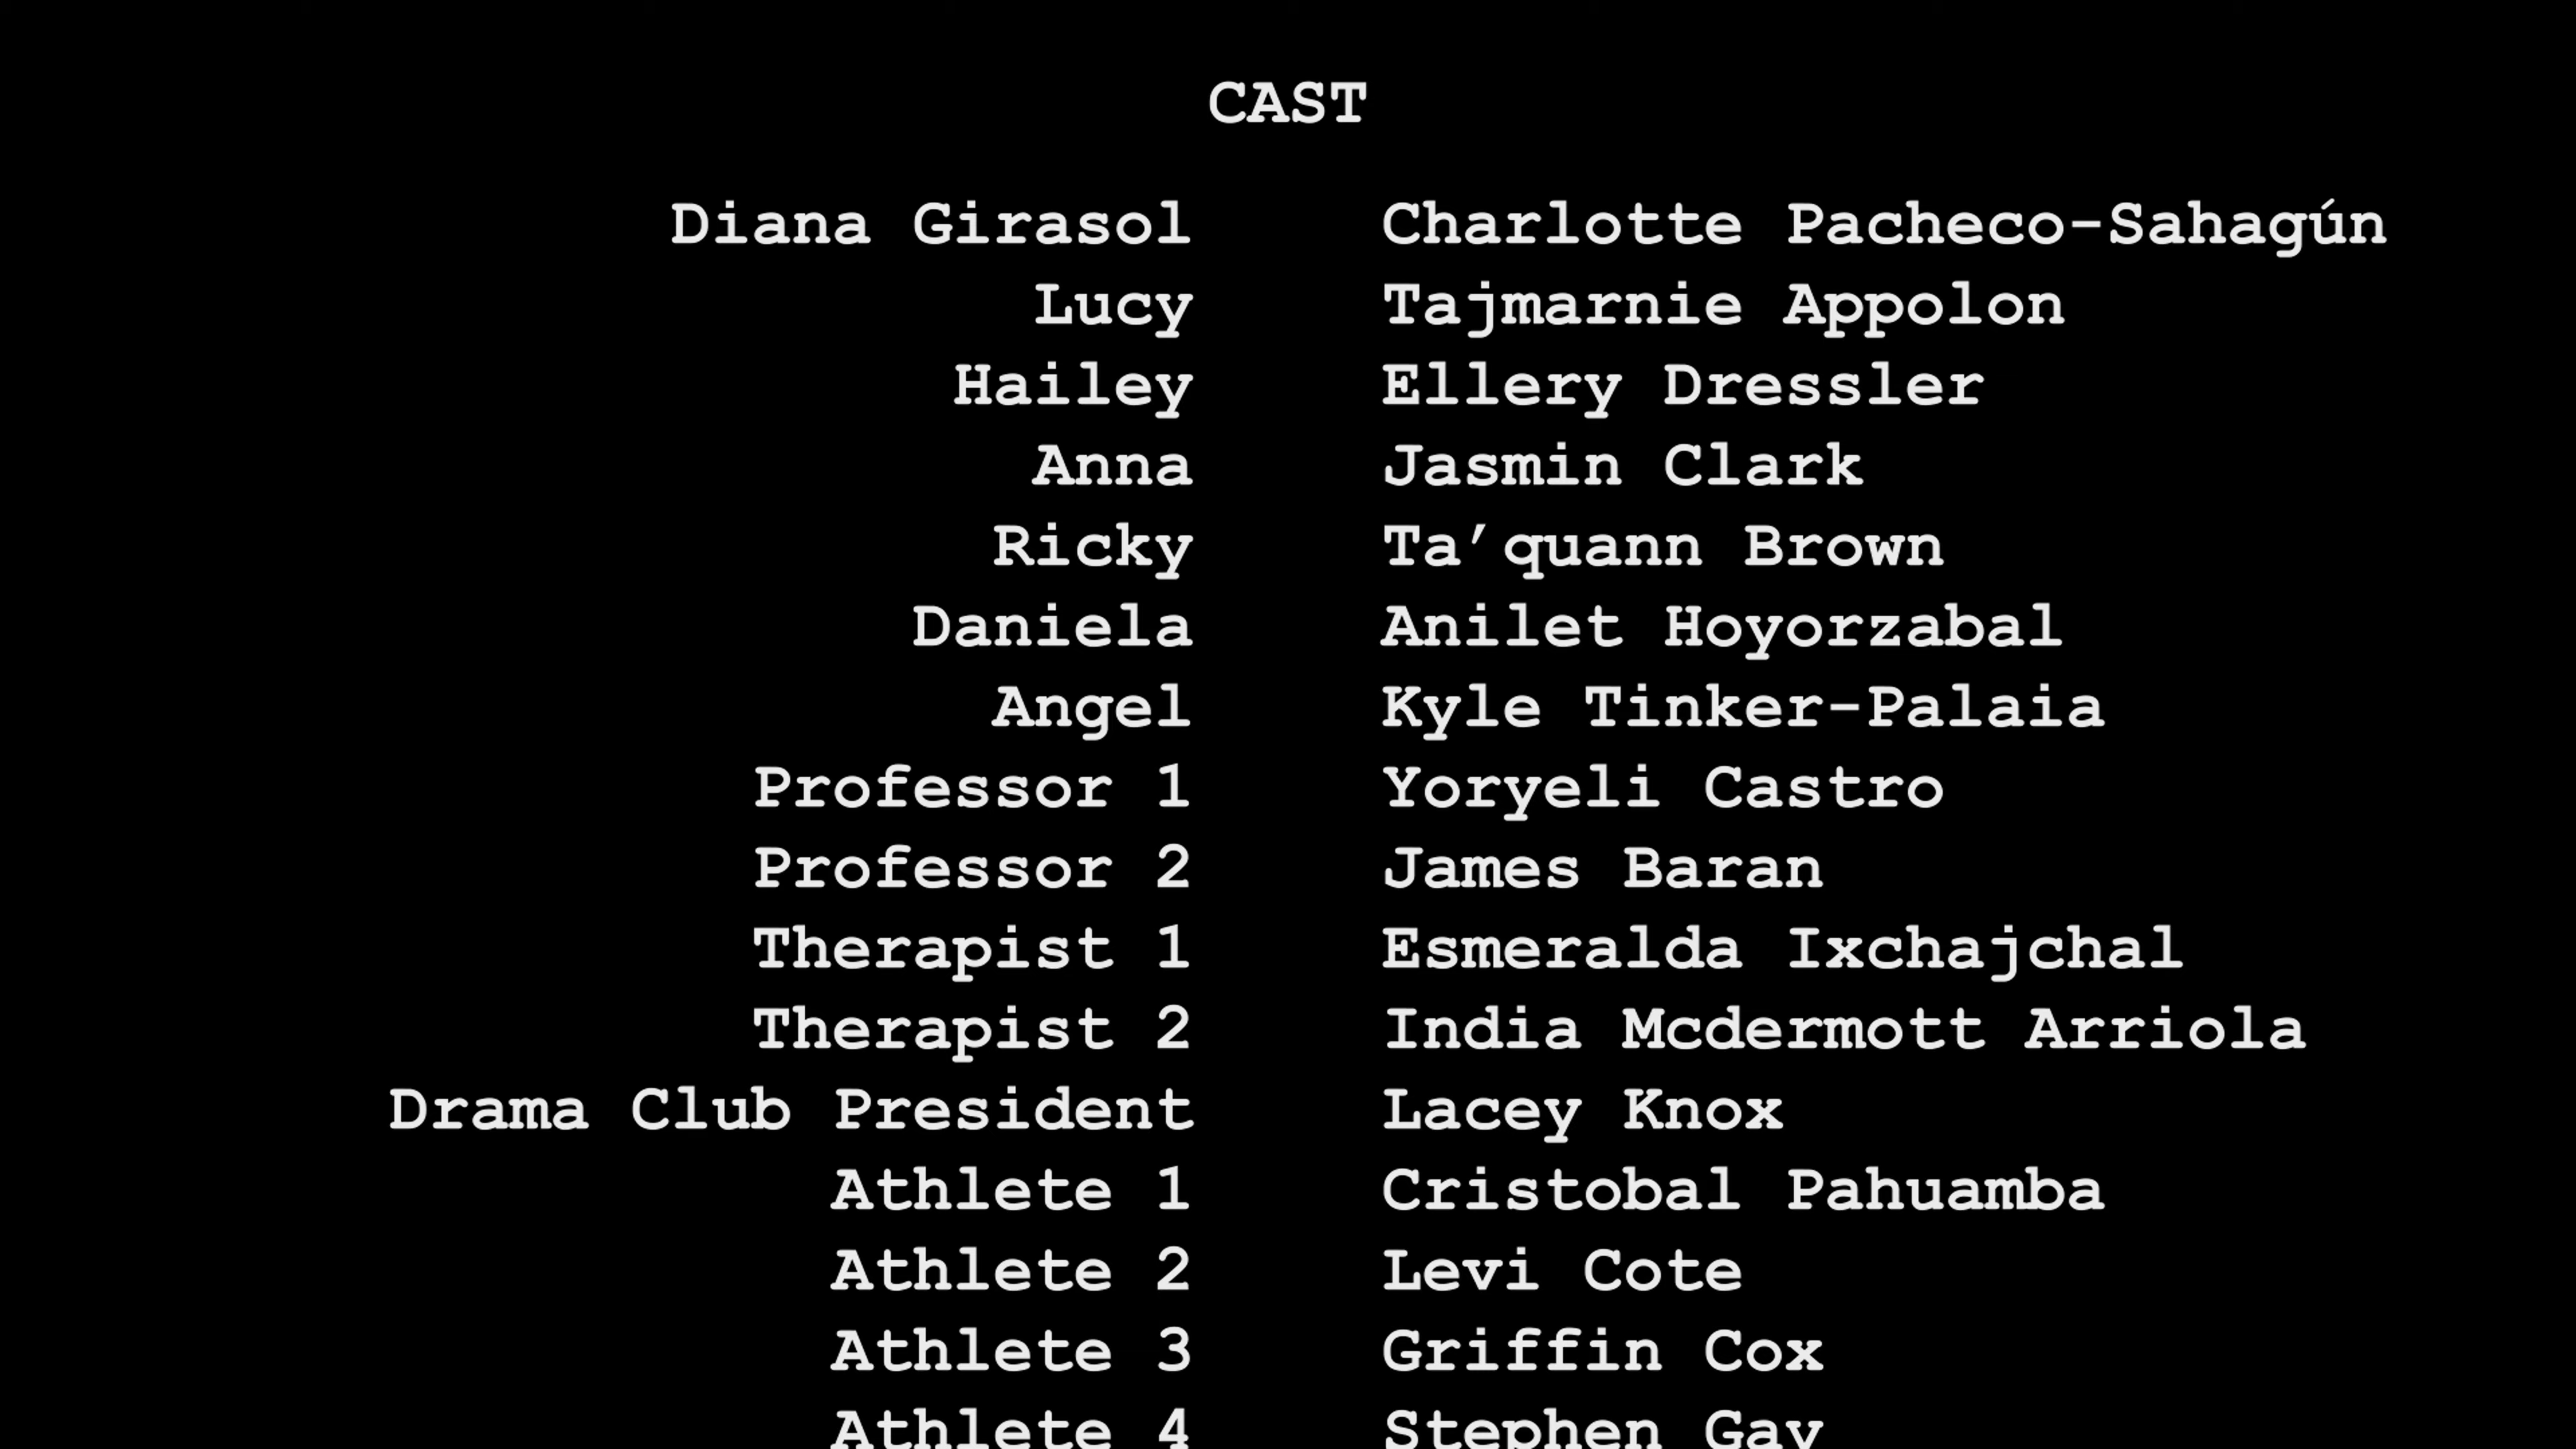 CAST
Diana Girasol Charlotte Pacheco-Sahagún
Lucy Tajmarnie Appolon
Hailey Ellery Dressler
Anna Jasmin Clark
Ricky Ta’quann Brown
Daniela Anilet Hoyorzabal
Angel Kyle Tinker-Palaia
Professor 1 Yoryeli Castro
Professor 2 James Baran
Therapist 1 Esmeralda Ixchajchal
Therapist 2 India Mcdermott Arriola
Drama Club President Lacey Knox
Athlete 1 Cristobal Pahuamba
Athlete 2 Levi Cote
Athlete 3 Griffin Cox
Athlete 4 Stephen Gay